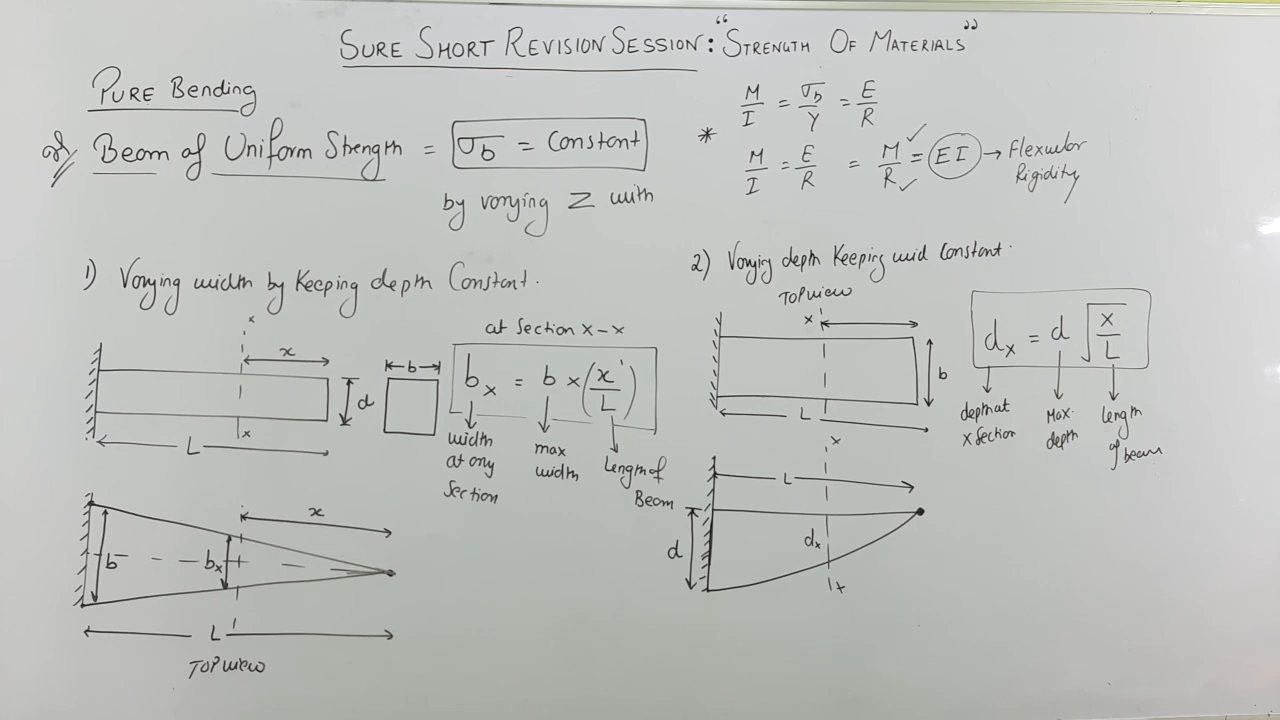 SURE SHORT REVISION SESSION: "STRENGTH OF MATERIALS"
PURE Bending
Beam of Uniform Strength = σb = Constant
by varying Z with
M/I = σb/Y = E/R
*
M/I = E/R = M/R = EI → Flexular Rigidity
1) Varying width by Keeping depth Constant.
x
x
d
x
L
b
at Section x-x
bx = b × (x/L)
width at any Section
max width
Length of Beam
x
b
bx
L
TOP view
2) Varying depth Keeping wid Constant.
TOP view
x
b
L
x
dx = d √(x/L)
depth at x Section
Max. depth
length of beam
L
d
dx
x